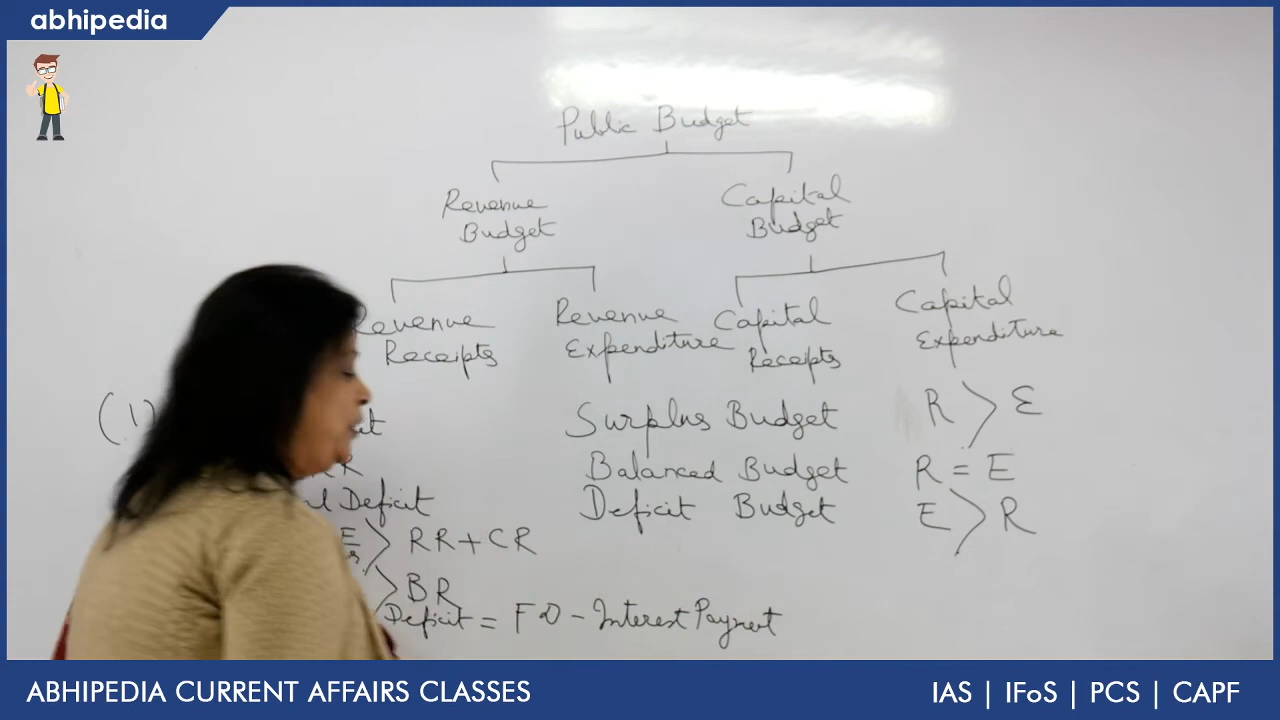 abhipedia
Public Budget
Revenue Budget
Capital Budget
Revenue Receipts
Revenue Expenditure
Capital Receipts
Capital Expenditure
(1)
Surplus Budget R > E
R
Balanced Budget R = E
l Deficit
Deficit Budget E > R
E > RR + CR
> BR
Deficit = FD - Interest Payment
ABHIPEDIA CURRENT AFFAIRS CLASSES
IAS | IFoS | PCS | CAPF